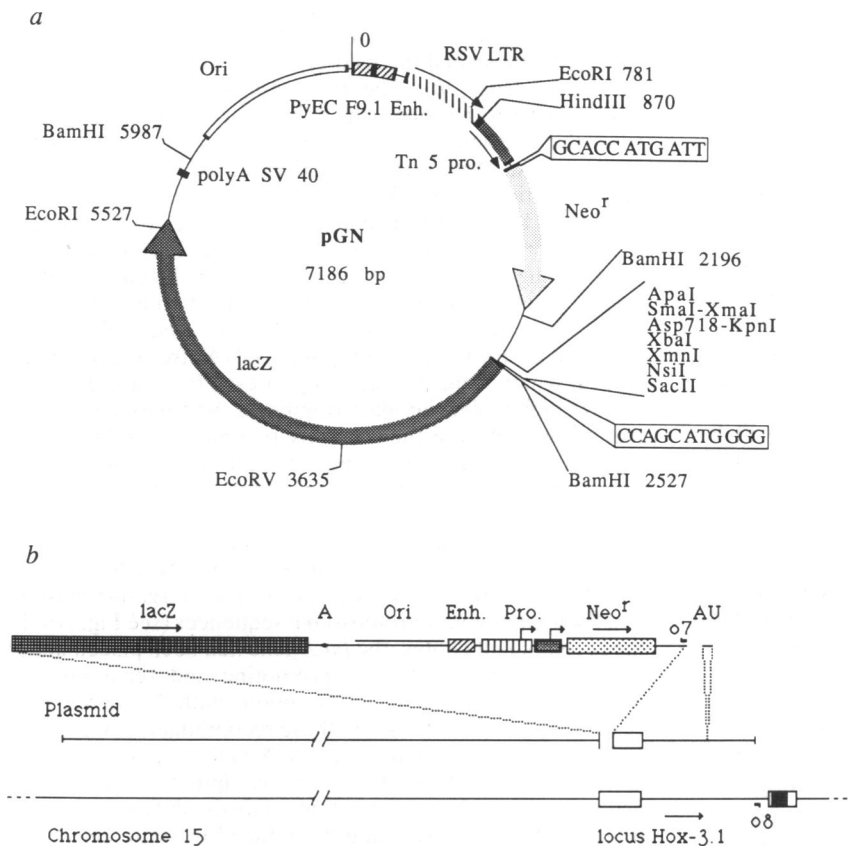 a
0
RSV LTR
Ori
EcoRI 781
PyEC F9.1 Enh.
HindIII 870
BamHI 5987
GCACC ATG ATT
Tn 5 pro.
polyA SV 40
Neoʳ
EcoRI 5527
pGN
BamHI 2196
7186 bp
ApaI
SmaI-XmaI
Asp718-KpnI
XbaI
lacZ
XmnI
NsiI
SacII
CCAGC ATG GGG
EcoRV 3635
BamHI 2527
b
lacZ A Ori Enh. Pro. Neoʳ o7 AU
Plasmid
Chromosome 15 locus Hox-3.1 o8